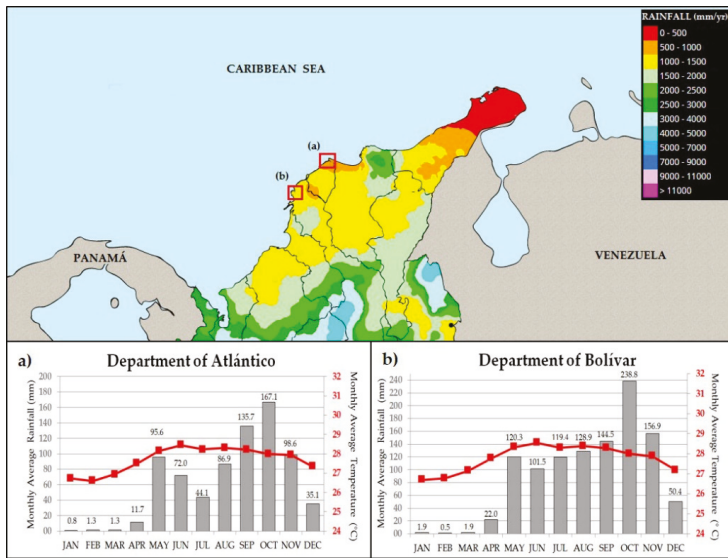 RAINFALL (mm/yr)
0 - 500
500 - 1000
1000 - 1500
1500 - 2000
2000 - 2500
2500 - 3000
3000 - 4000
4000 - 5000
5000 - 7000
7000 - 9000
9000 - 11000
> 11000
CARIBBEAN SEA
(a)
(b)
PANAMÁ
VENEZUELA
a)
Department of Atlántico
Monthly Average Rainfall (mm)
200
180
160
140
120
100
80
60
40
20
00
0.8
1.3
1.3
11.7
95.6
72.0
44.1
86.9
135.7
167.1
98.6
35.1
JAN FEB MAR APR MAY JUN JUL AUG SEP OCT NOV DEC
32
31
30
29
28
27
26
25
24
Monthly Average Temperature (°C)
b)
Department of Bolívar
Monthly Average Rainfall (mm)
240
220
200
180
160
140
120
100
80
60
40
20
00
1.9
0.5
1.9
22.0
120.3
101.5
119.4
128.9
144.5
238.8
156.9
50.4
JAN FEB MAR APR MAY JUN JUL AUG SEP OCT NOV DEC
32
31
30
29
28
27
26
25
24
Monthly Average Temperature (°C)